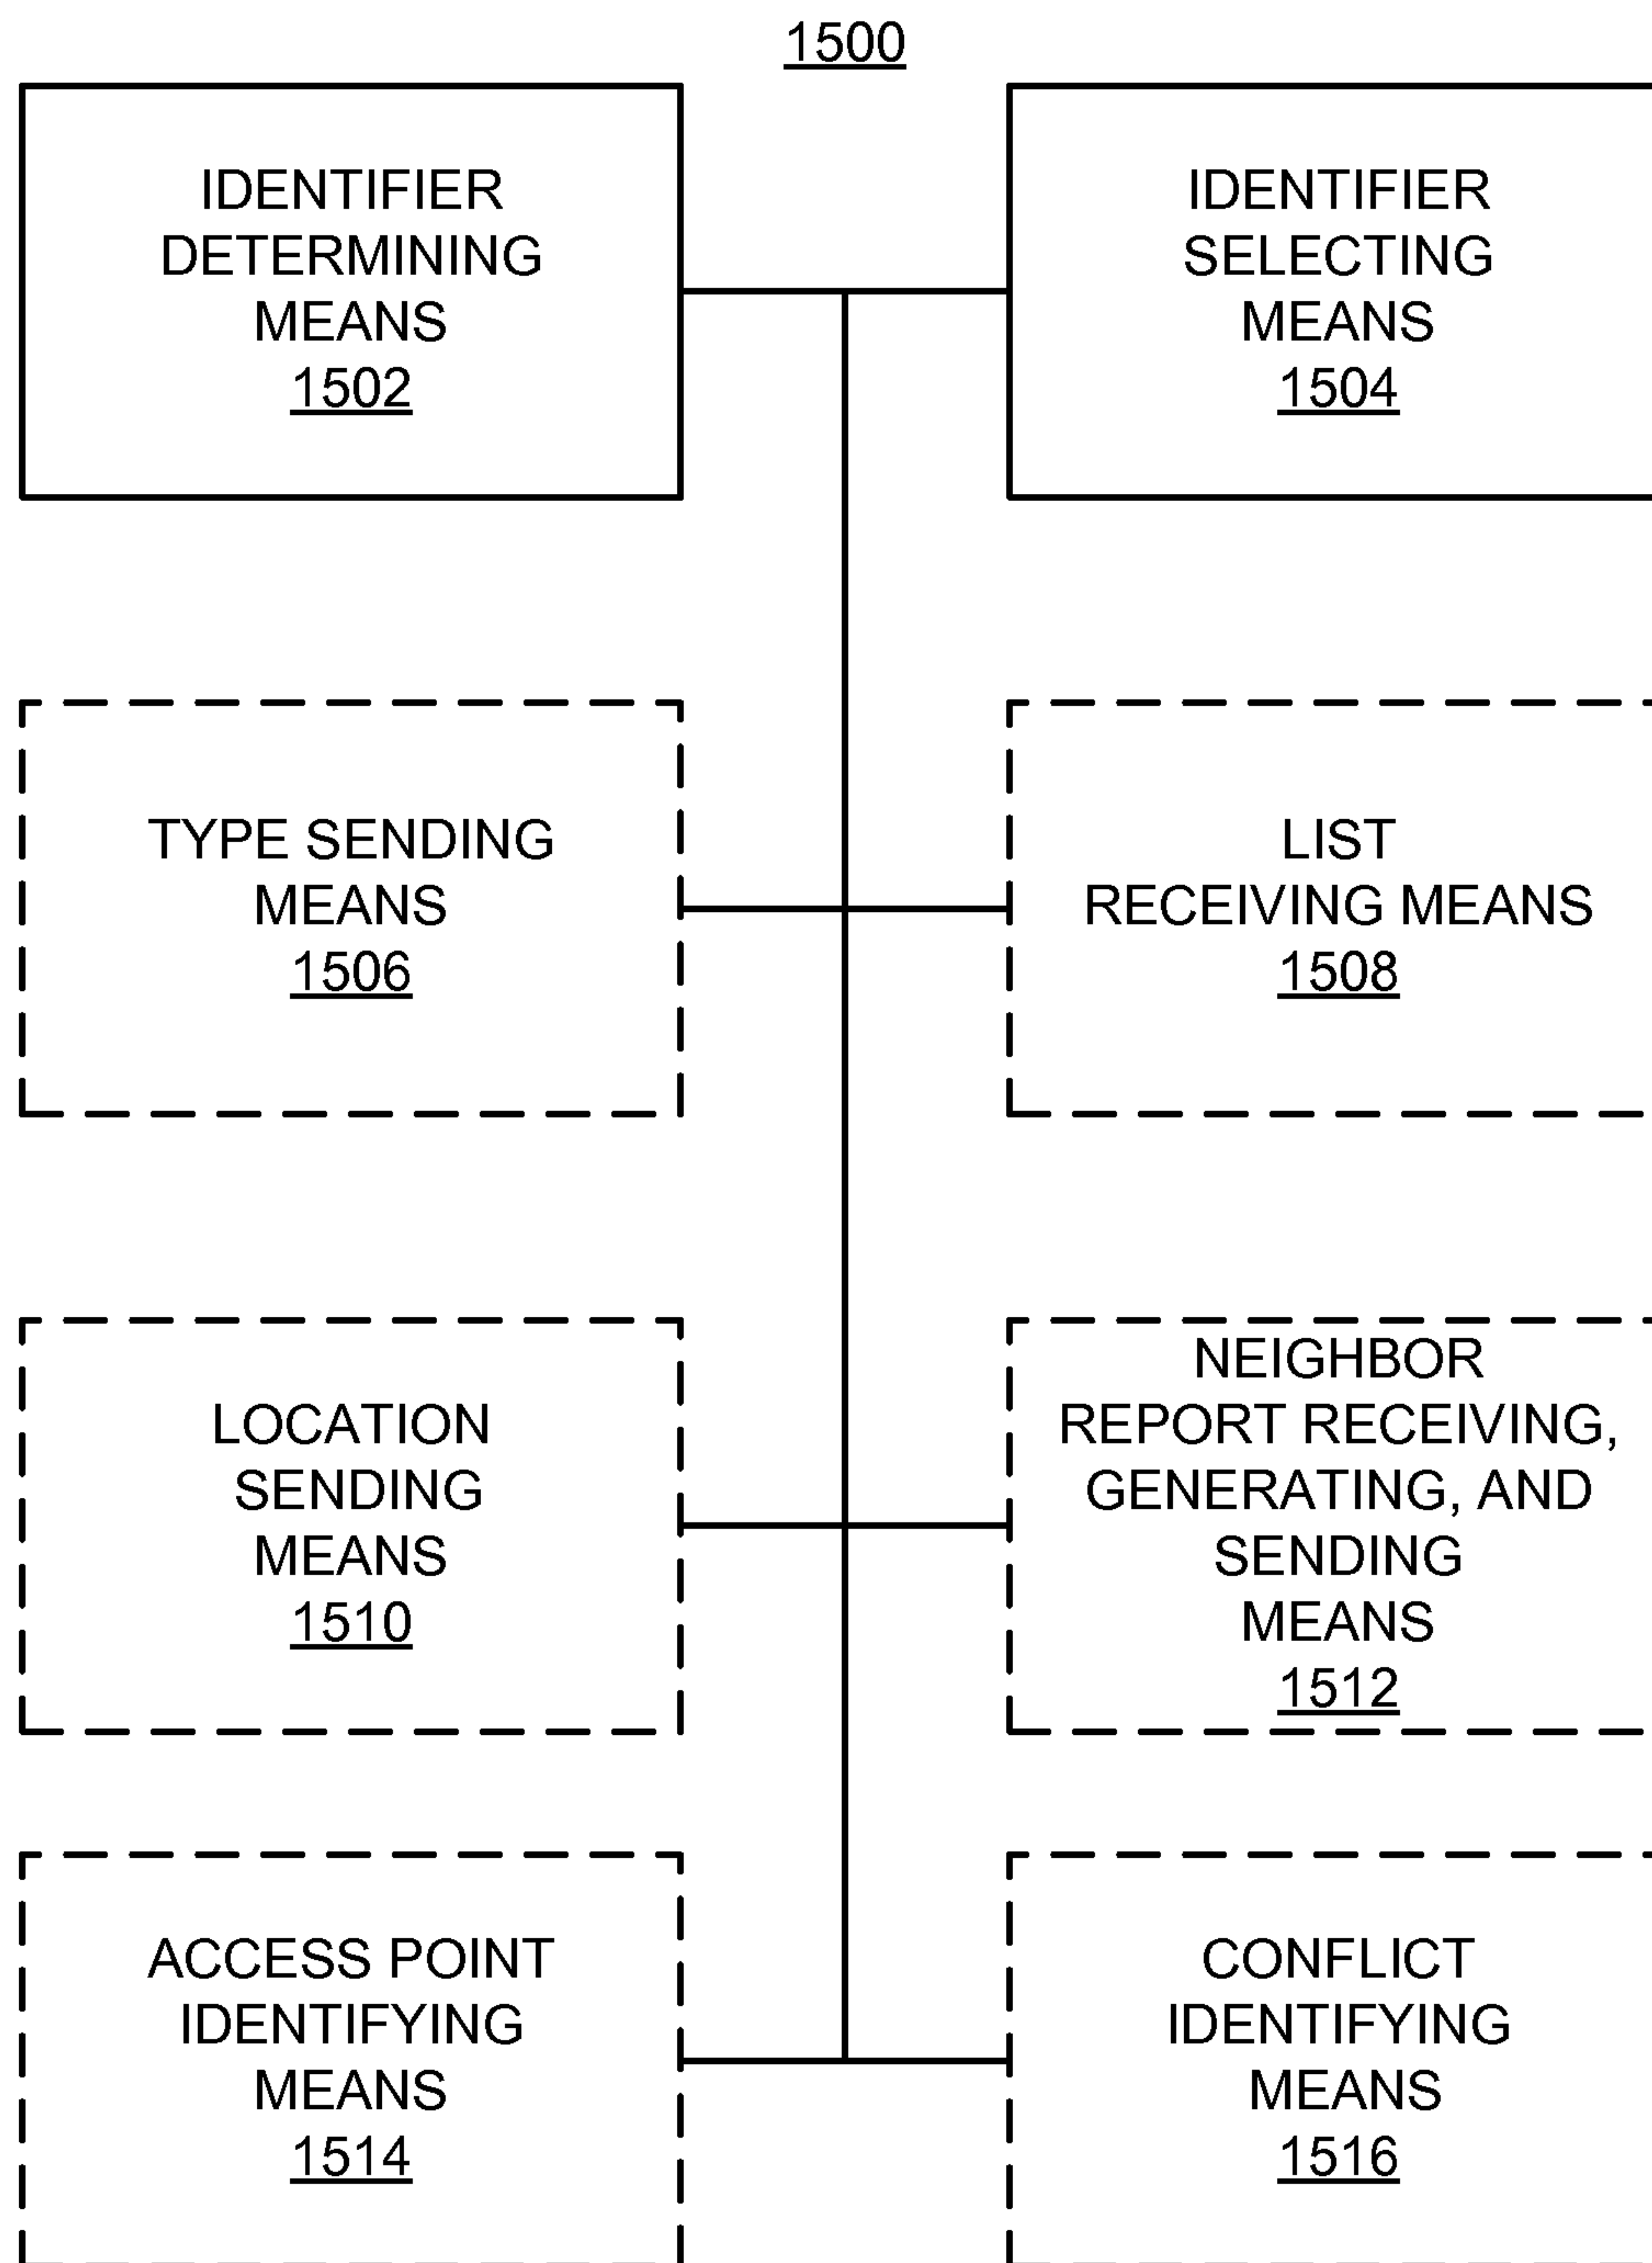 1500
IDENTIFIER
DETERMINING
MEANS
1502
IDENTIFIER
SELECTING
MEANS
1504
TYPE SENDING
MEANS
1506
LIST
RECEIVING MEANS
1508
LOCATION
SENDING
MEANS
1510
NEIGHBOR
REPORT RECEIVING,
GENERATING, AND
SENDING
MEANS
1512
ACCESS POINT
IDENTIFYING
MEANS
1514
CONFLICT
IDENTIFYING
MEANS
1516